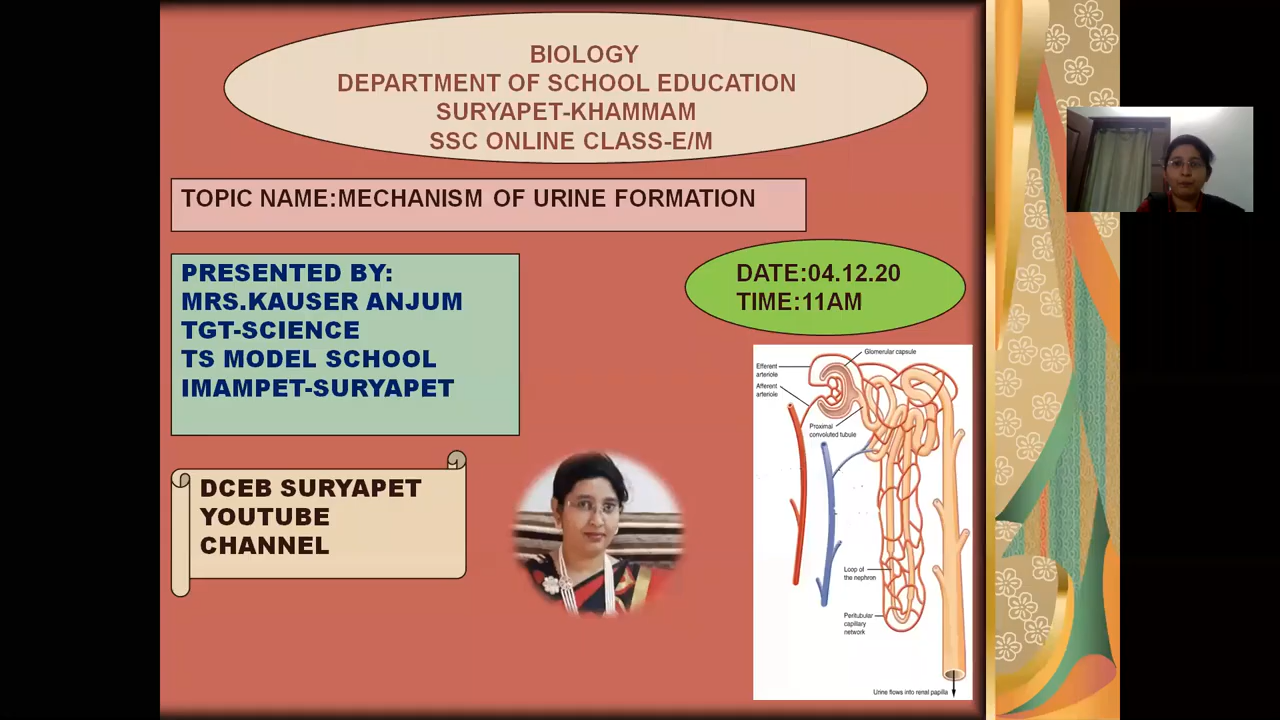 BIOLOGY
DEPARTMENT OF SCHOOL EDUCATION
SURYAPET-KHAMMAM
SSC ONLINE CLASS-E/M
TOPIC NAME:MECHANISM OF URINE FORMATION
PRESENTED BY:
MRS.KAUSER ANJUM
TGT-SCIENCE
TS MODEL SCHOOL
IMAMPET-SURYAPET
DATE:04.12.20
TIME:11AM
DCEB SURYAPET
YOUTUBE
CHANNEL
Glomerular capsule
Efferent
arteriole
Afferent
arteriole
Proximal
convoluted tubule
Loop of
the nephron
Peritubular
capillary
network
Urine flows into renal papilla